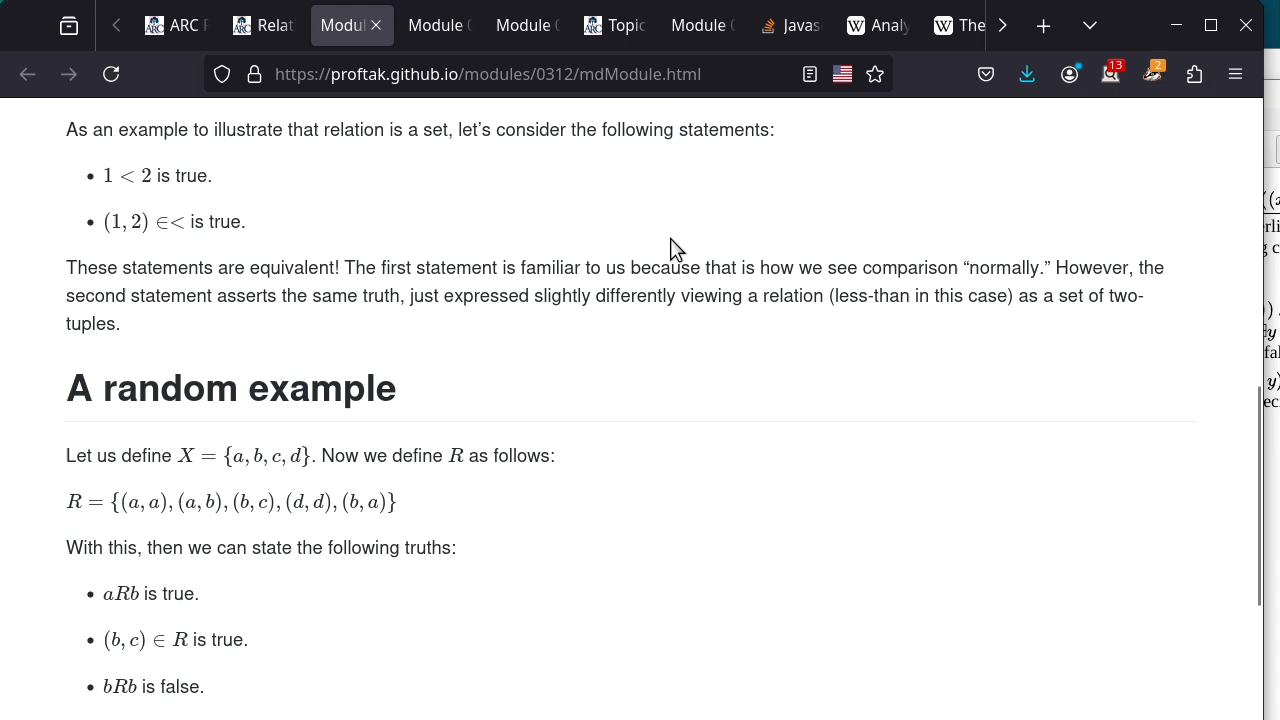 ARC
Relat
Modul
Module
Module
Topic
Module
Javas
Analy
The
https://proftak.github.io/modules/0312/mdModule.html
13
2
As an example to illustrate that relation is a set, let’s consider the following statements:
• 1 < 2 is true.
• (1, 2) ∈< is true.
These statements are equivalent! The first statement is familiar to us because that is how we see comparison “normally.” However, the
second statement asserts the same truth, just expressed slightly differently viewing a relation (less-than in this case) as a set of two-
tuples.
A random example
Let us define X = {a, b, c, d}. Now we define R as follows:
R = {(a, a), (a, b), (b, c), (d, d), (b, a)}
With this, then we can state the following truths:
• aRb is true.
• (b, c) ∈ R is true.
• bRb is false.